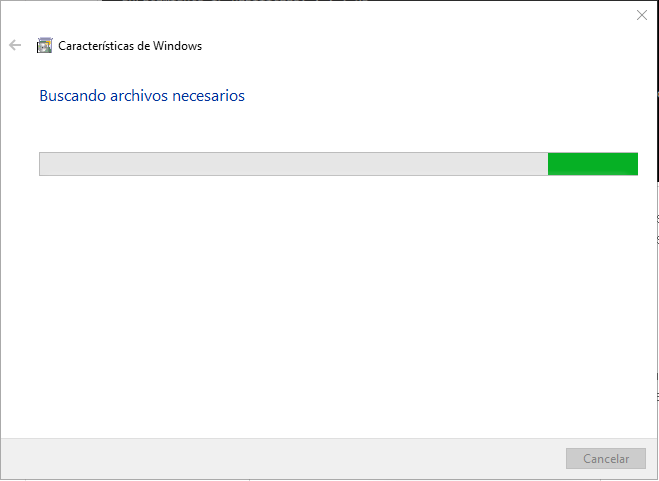 Características de Windows
Buscando archivos necesarios
Cancelar